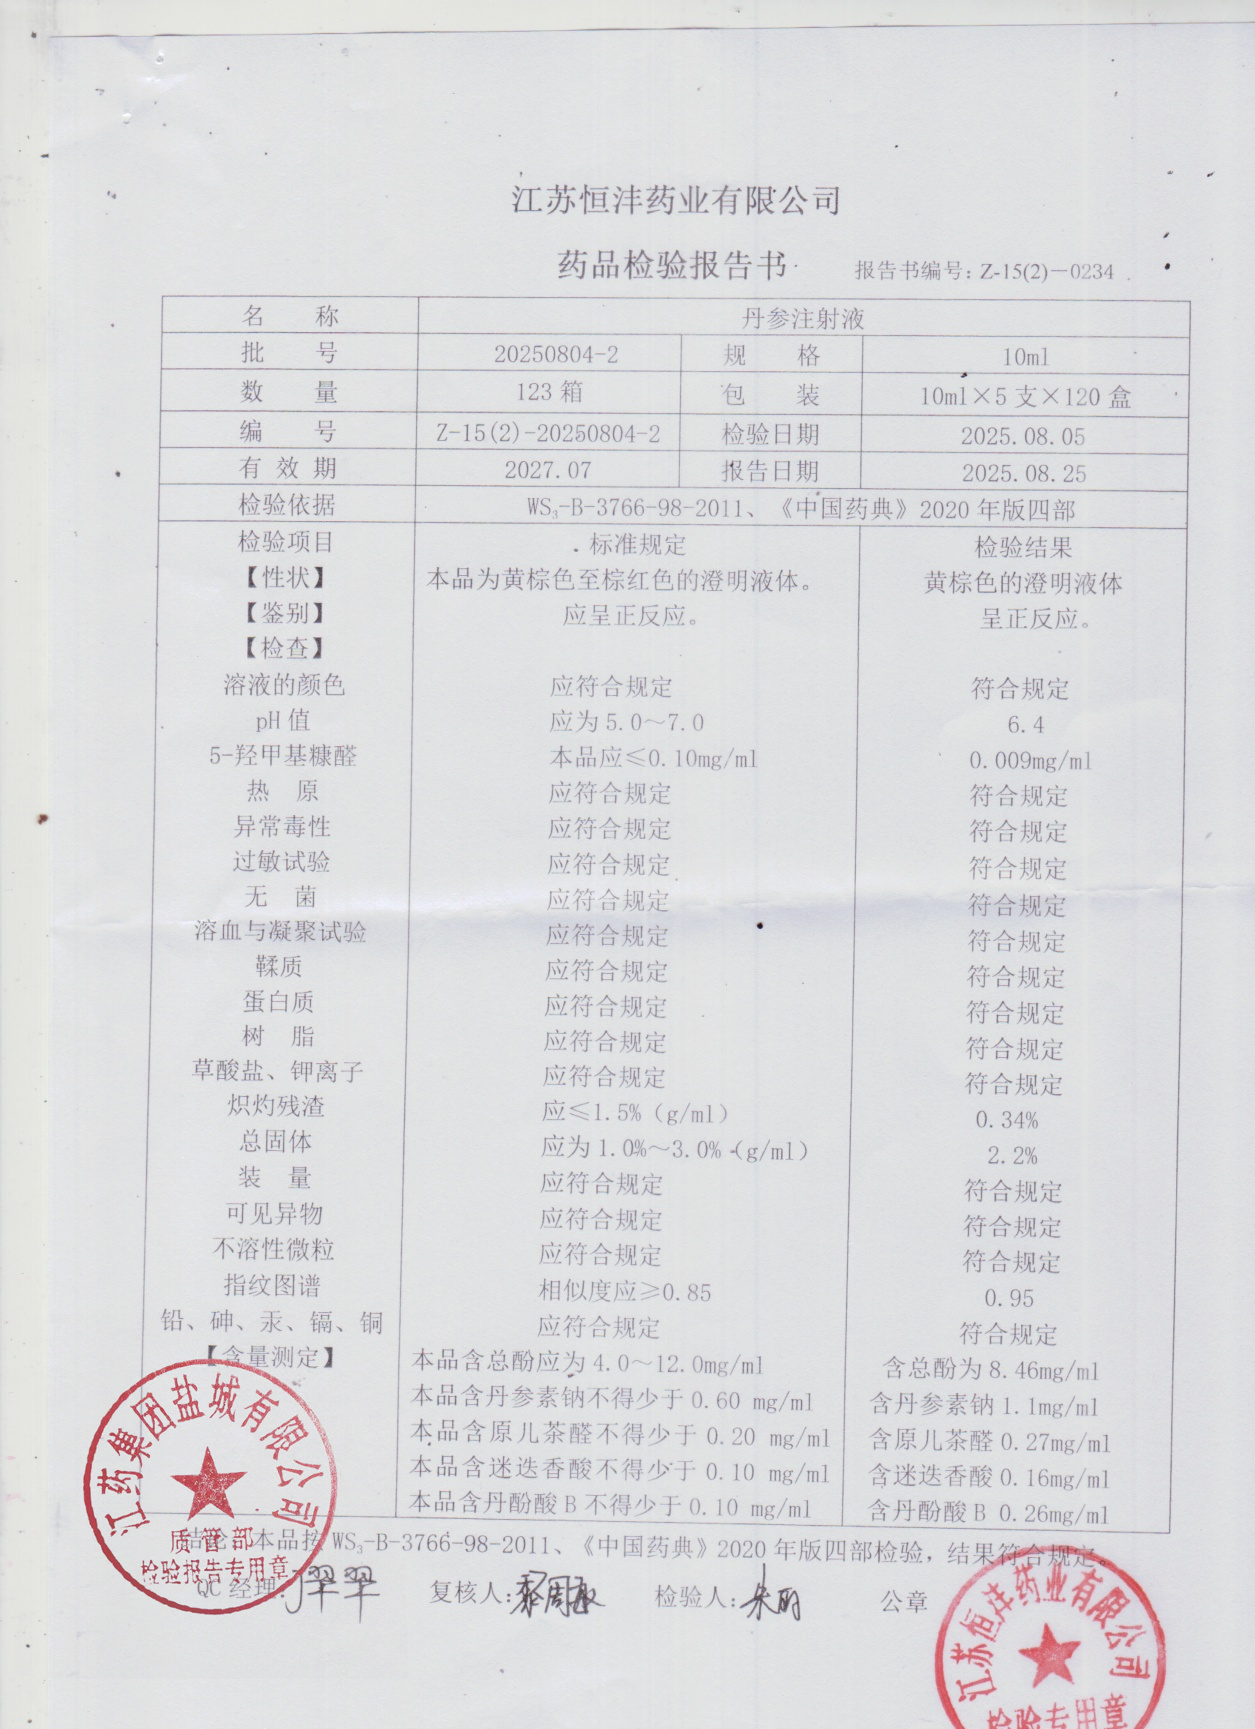 江苏恒沣药业有限公司
药品检验报告书 报告书编号：Z-15(2)－0234
名 称 丹参注射液
批 号 20250804-2 规 格 10ml
数 量 123 箱 包 装 10ml×5 支×120 盒
编 号 Z-15(2)-20250804-2 检验日期 2025.08.05
有 效 期 2027.07 报告日期 2025.08.25
检验依据 WS₃-B-3766-98-2011、《中国药典》2020 年版四部
检验项目 标准规定 检验结果
【性状】 本品为黄棕色至棕红色的澄明液体。 黄棕色的澄明液体
【鉴别】 应呈正反应。 呈正反应。
【检查】
溶液的颜色 应符合规定 符合规定
pH 值 应为 5.0～7.0 6.4
5-羟甲基糠醛 本品应≤0.10mg/ml 0.009mg/ml
热 原 应符合规定 符合规定
异常毒性 应符合规定 符合规定
过敏试验 应符合规定 符合规定
无 菌 应符合规定 符合规定
溶血与凝聚试验 应符合规定 符合规定
鞣质 应符合规定 符合规定
蛋白质 应符合规定 符合规定
树 脂 应符合规定 符合规定
草酸盐、钾离子 应符合规定 符合规定
炽灼残渣 应≤1.5%（g/ml） 0.34%
总固体 应为 1.0%～3.0%（g/ml） 2.2%
装 量 应符合规定 符合规定
可见异物 应符合规定 符合规定
不溶性微粒 应符合规定 符合规定
指纹图谱 相似度应≥0.85 0.95
铅、砷、汞、镉、铜 应符合规定 符合规定
【含量测定】 本品含总酚应为 4.0～12.0mg/ml 含总酚为 8.46mg/ml
本品含丹参素钠不得少于 0.60 mg/ml 含丹参素钠 1.1mg/ml
本品含原儿茶醛不得少于 0.20 mg/ml 含原儿茶醛 0.27mg/ml
本品含迷迭香酸不得少于 0.10 mg/ml 含迷迭香酸 0.16mg/ml
本品含丹酚酸 B 不得少于 0.10 mg/ml 含丹酚酸 B 0.26mg/ml
结论：本品按 WS₃-B-3766-98-2011、《中国药典》2020 年版四部检验，结果符合规定。
QC 经理： 复核人： 检验人：朱丽 公章
江药集团盐城有限公司
质管部
检验报告专用章
江苏恒沣药业有限公司
检验专用章